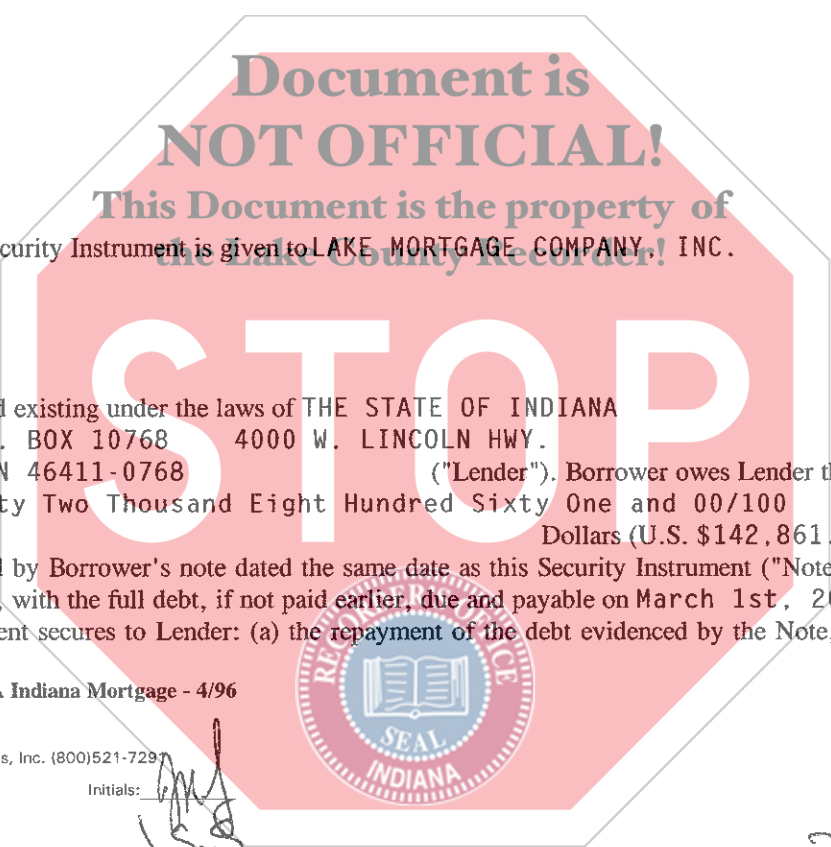 Document is
NOT OFFICIAL!
This Document is the property of
the Lake County Recorder!
curity Instrument is given to LAKE MORTGAGE COMPANY, INC.
STOP
d existing under the laws of THE STATE OF INDIANA
. BOX 10768 4000 W. LINCOLN HWY.
N 46411-0768 ("Lender"). Borrower owes Lender th
ty Two Thousand Eight Hundred Sixty One and 00/100
Dollars (U.S. $142,861.
d by Borrower's note dated the same date as this Security Instrument ("Note
, with the full debt, if not paid earlier, due and payable on March 1st, 20
ent secures to Lender: (a) the repayment of the debt evidenced by the Note,
RECORDER'S OFFICE
SEAL
INDIANA
A Indiana Mortgage - 4/96
s, Inc. (800)521-7291
Initials: